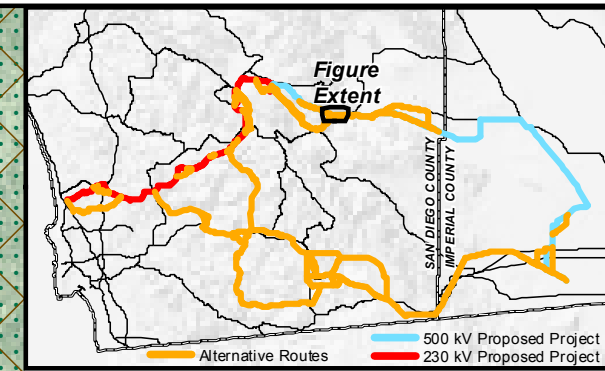 Figure
Extent
SAN DIEGO COUNTY
IMPERIAL COUNTY
500 kV Proposed Project
Alternative Routes
230 kV Proposed Project